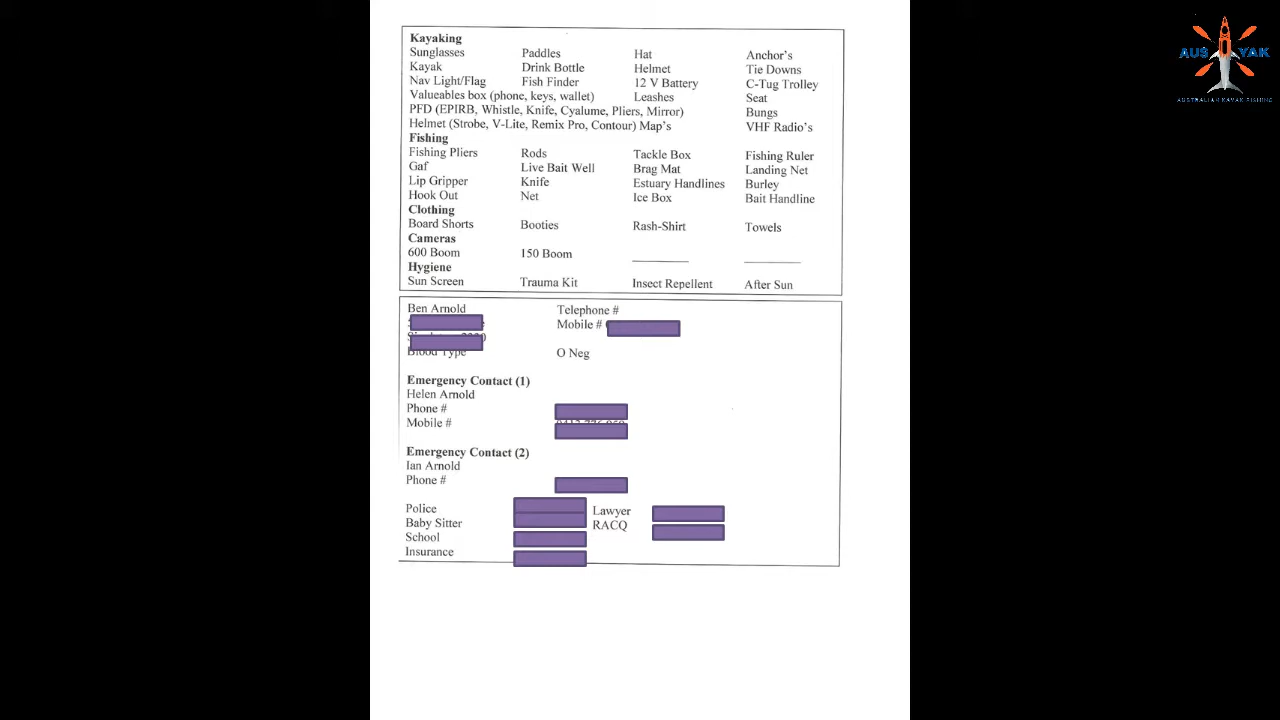 Kayaking
Sunglasses Paddles Hat Anchor's
Kayak Drink Bottle Helmet Tie Downs
Nav Light/Flag Fish Finder 12 V Battery C-Tug Trolley
Valueables box (phone, keys, wallet) Leashes Seat
PFD (EPIRB, Whistle, Knife, Cyalume, Pliers, Mirror) Bungs
Helmet (Strobe, V-Lite, Remix Pro, Contour) Map's VHF Radio's
Fishing
Fishing Pliers Rods Tackle Box Fishing Ruler
Gaf Live Bait Well Brag Mat Landing Net
Lip Gripper Knife Estuary Handlines Burley
Hook Out Net Ice Box Bait Handline
Clothing
Board Shorts Booties Rash-Shirt Towels
Cameras
600 Boom 150 Boom
Hygiene
Sun Screen Trauma Kit Insect Repellent After Sun
Ben Arnold Telephone #
Mobile #
Blood Type O Neg
Emergency Contact (1)
Helen Arnold
Phone #
Mobile #
Emergency Contact (2)
Ian Arnold
Phone #
Police Lawyer
Baby Sitter RACQ
School
Insurance
AUS YAK
AUSTRALIAN KAYAK FISHING